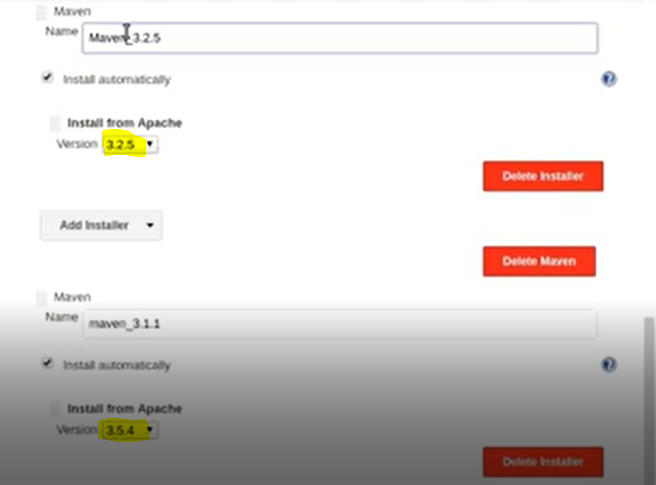 Maven
Name Maven_3.2.5
Install automatically
Install from Apache
Version 3.2.5
Delete Installer
Add Installer
Delete Maven
Maven
Name maven_3.1.1
Install automatically
Install from Apache
Version 3.5.4
Delete Installer